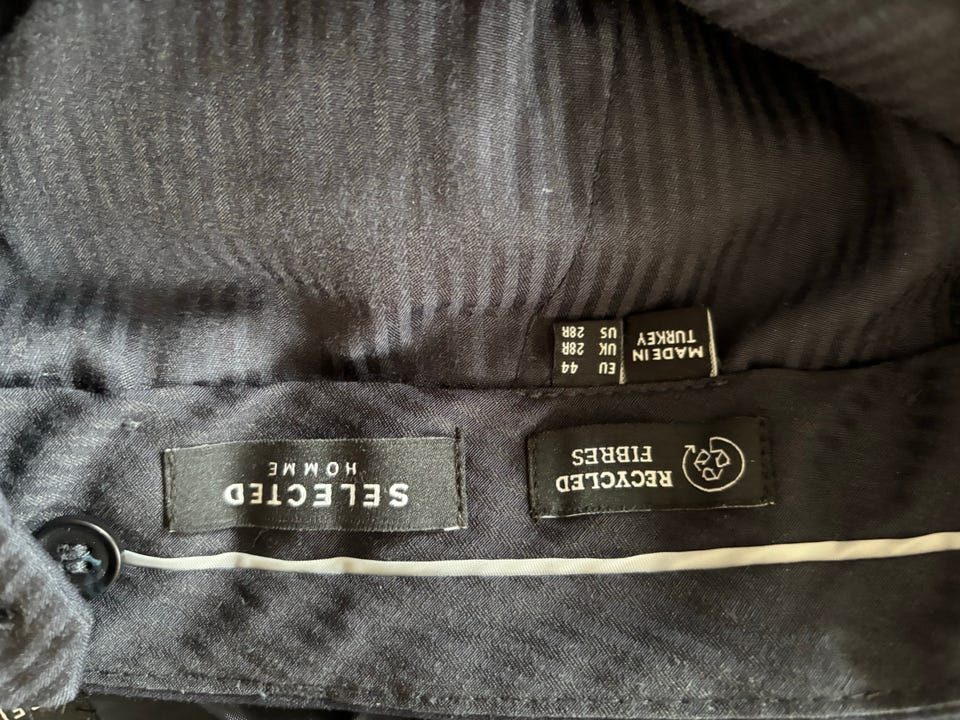 SELECTED
HOMME
RECYCLED
FIBRES
MADE IN
TURKEY
EU 44
UK 28R
US 28R